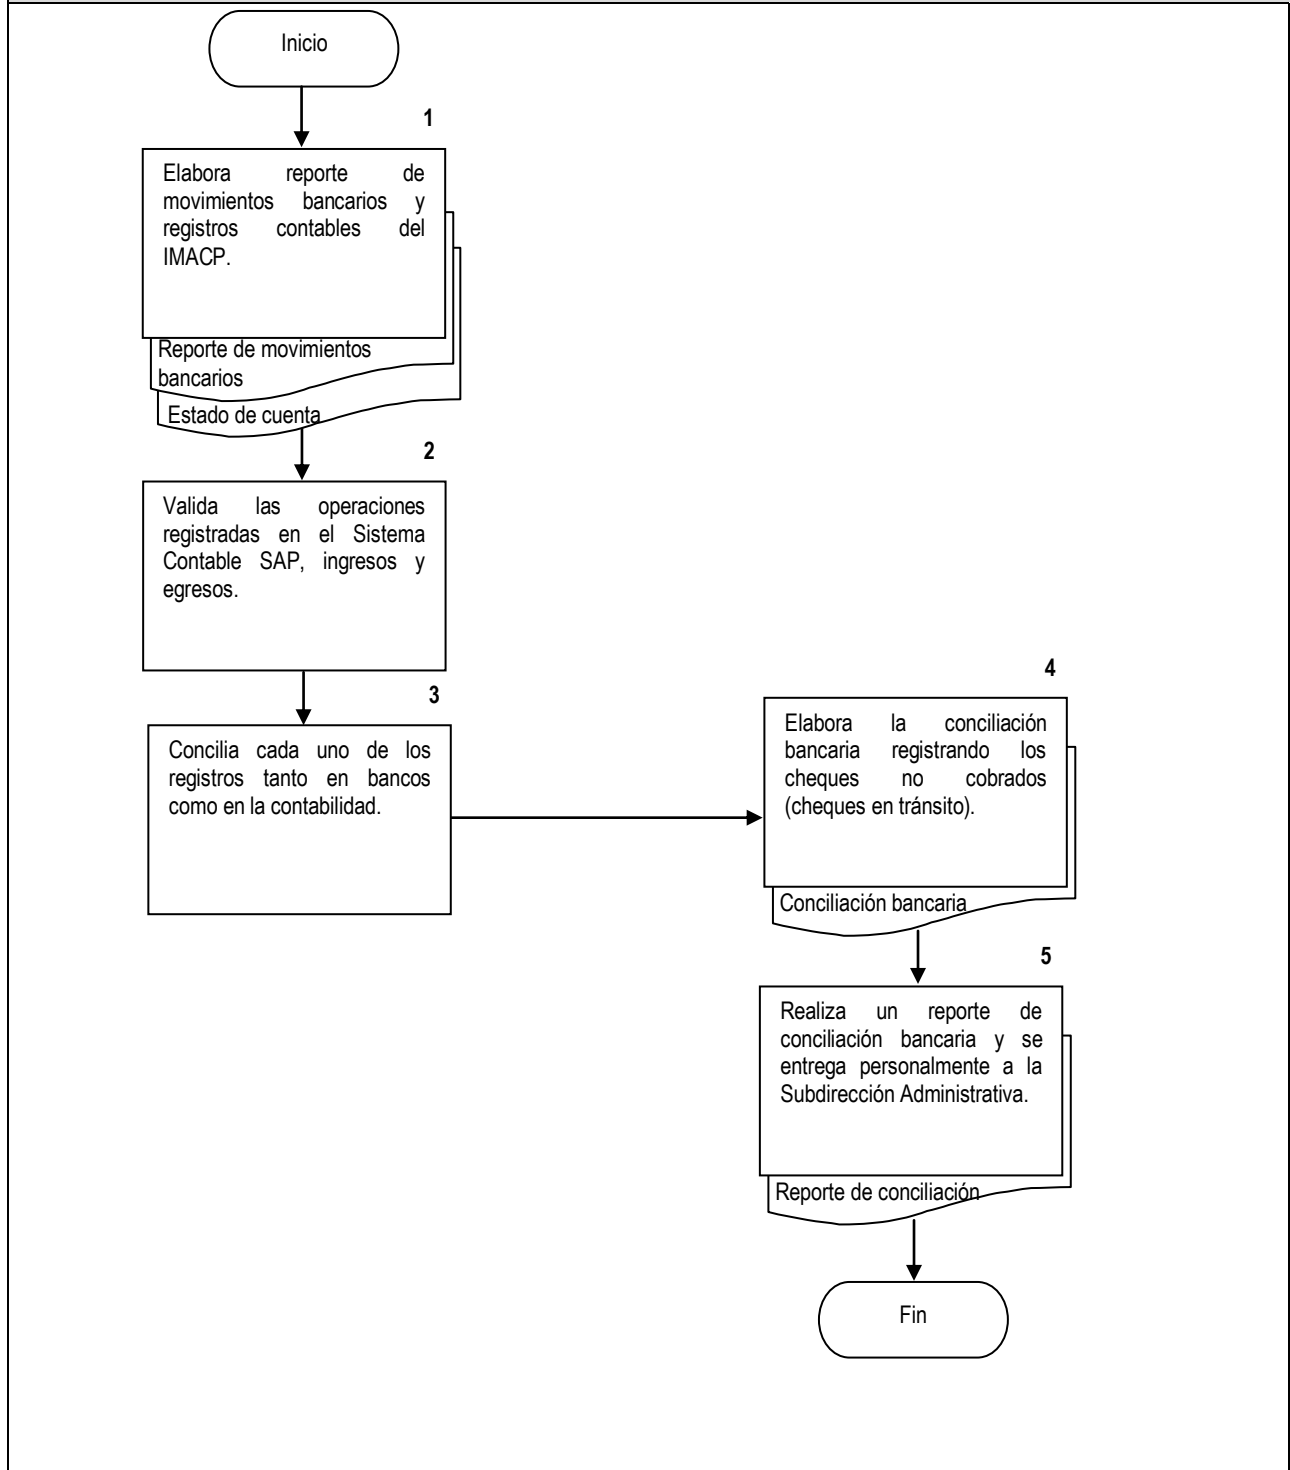 Inicio
1
Elabora reporte de
movimientos bancarios y
registros contables del
IMACP.
Reporte de movimientos
bancarios
Estado de cuenta
2
Valida las operaciones
registradas en el Sistema
Contable SAP, ingresos y
egresos.
3
Concilia cada uno de los
registros tanto en bancos
como en la contabilidad.
4
Elabora la conciliación
bancaria registrando los
cheques no cobrados
(cheques en tránsito).
Conciliación bancaria
5
Realiza un reporte de
conciliación bancaria y se
entrega personalmente a la
Subdirección Administrativa.
Reporte de conciliación
Fin